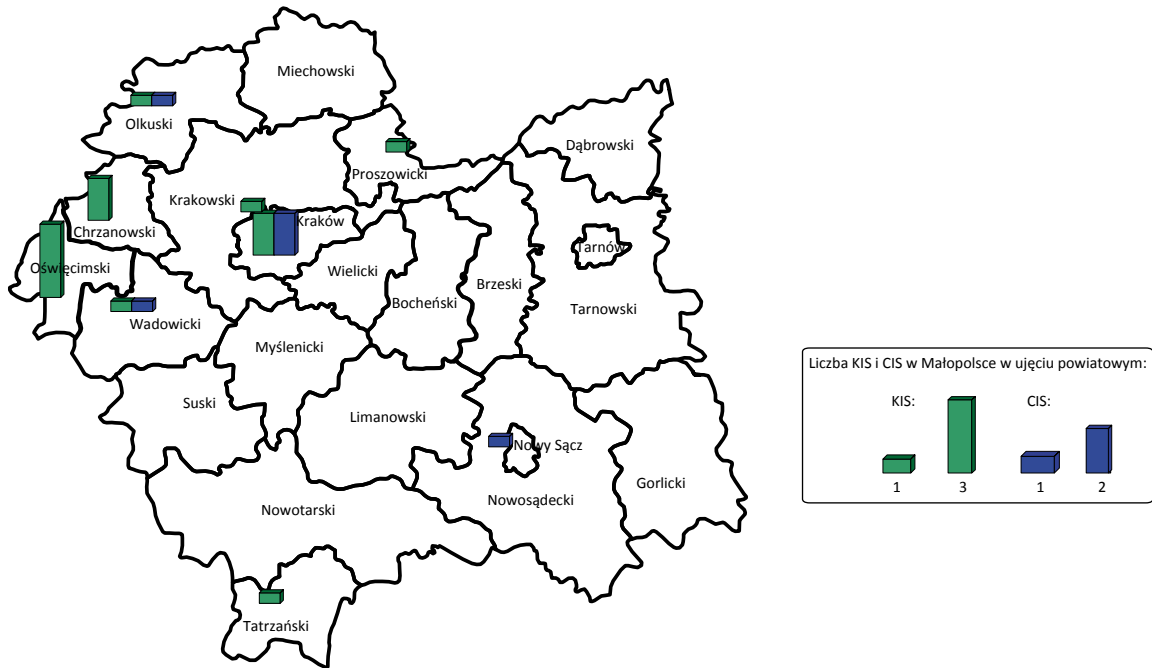 Miechowski
Olkuski
Dąbrowski
Proszowicki
Krakowski
Kraków
Chrzanowski
Tarnów
Oświęcimski
Wielicki
Bocheński
Brzeski
Tarnowski
Wadowicki
Myślenicki
Suski
Limanowski
Nowy Sącz
Gorlicki
Nowosądecki
Nowotarski
Tatrzański
Liczba KIS i CIS w Małopolsce w ujęciu powiatowym:
KIS: CIS:
1 3 1 2